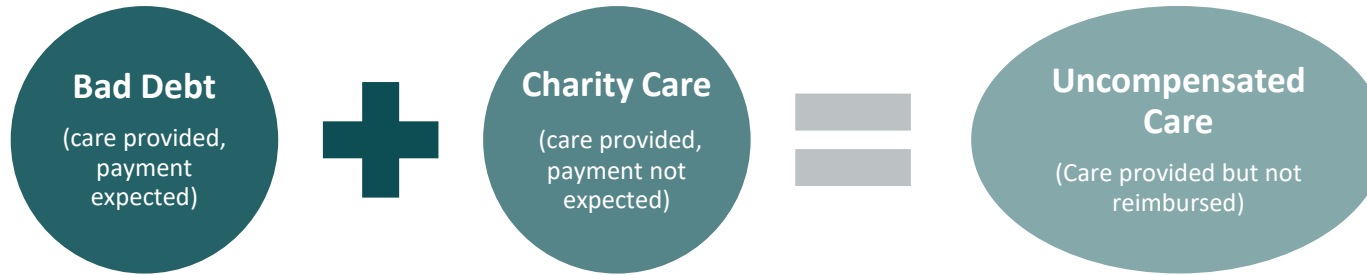 Bad Debt
(care provided,
payment
expected)
Charity Care
(care provided,
payment not
expected)
Uncompensated
Care
(Care provided but not
reimbursed)